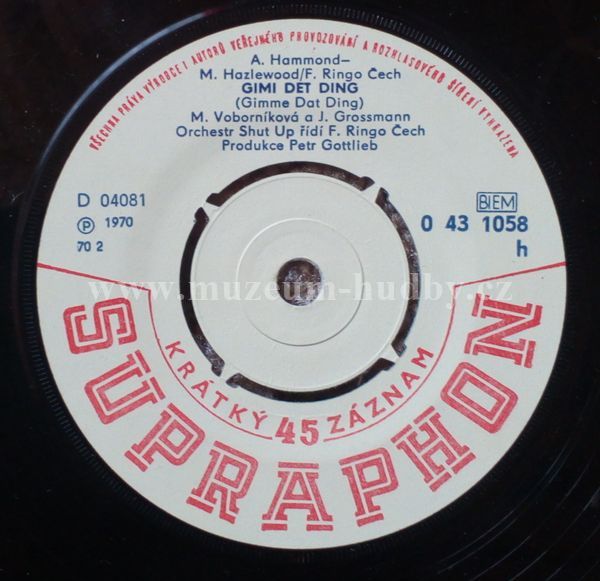 VŠECHNA PRÁVA VÝROBCE I AUTORŮ VEŘEJNÉHO PROVOZOVÁNÍ A ROZHLASOVÉHO ŠÍŘENÍ VYHRAZENA
A. Hammond–
M. Hazlewood/F. Ringo Čech
GIMI DET DING
(Gimme Dat Ding)
M. Voborníková a J. Grossmann
Orchestr Shut Up řídí F. Ringo Čech
Produkce Petr Gottlieb
D 04081
℗ 1970
70 2
BIEM
0 43 1058
h
www.muzeum-hudby.cz
KRATKÝ 45 ZÁZNAM
SUPRAPHON